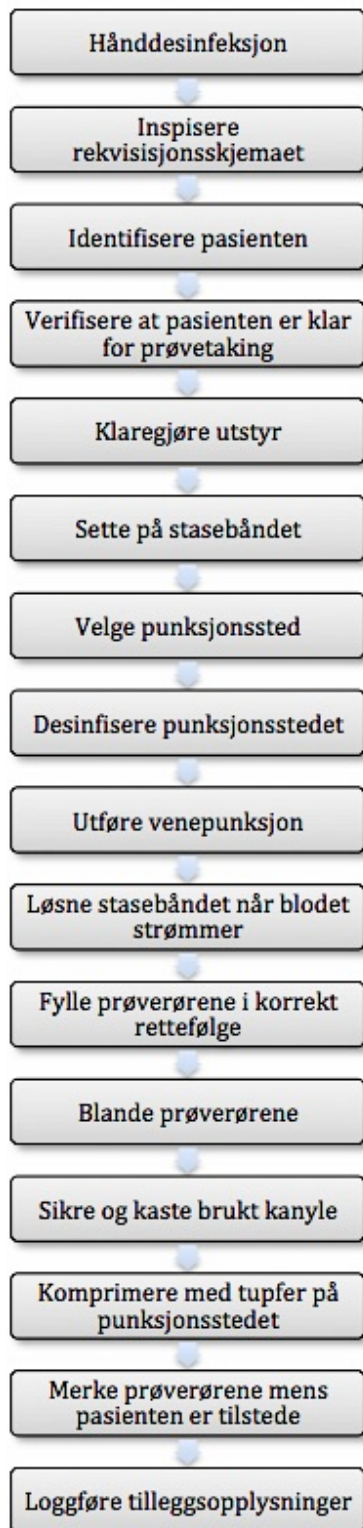 Hånddesinfeksjon
Inspisere
rekvisisjonsskjemaet
Identifisere pasienten
Verifisere at pasienten er klar
for prøvetaking
Klaregjøre utstyr
Sette på stasebåndet
Velge punksjonssted
Desinfisere punksjonsstedet
Utføre venepunksjon
Løsne stasebåndet når blodet
strømmer
Fylle prøverørene i korrekt
rettefølge
Blande prøverørene
Sikre og kaste brukt kanyle
Komprimere med tupfer på
punksjonsstedet
Merke prøverørene mens
pasienten er tilstede
Loggføre tilleggsopplysninger